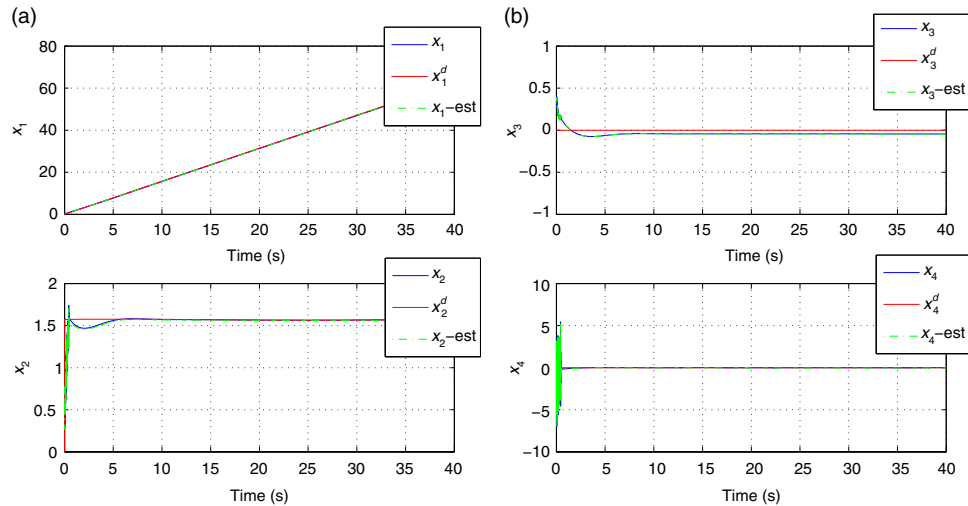 (a)
80
60
40
20
0
x₁
0 5 10 15 20 25 30 35 40
Time (s)
x₁
x₁ᵈ
x₁−est
2
1.5
1
0.5
0
x₂
0 5 10 15 20 25 30 35 40
Time (s)
x₂
x₂ᵈ
x₂−est
(b)
1
0.5
0
−0.5
−1
x₃
0 5 10 15 20 25 30 35 40
Time (s)
x₃
x₃ᵈ
x₃−est
10
5
0
−5
−10
x₄
0 5 10 15 20 25 30 35 40
Time (s)
x₄
x₄ᵈ
x₄−est